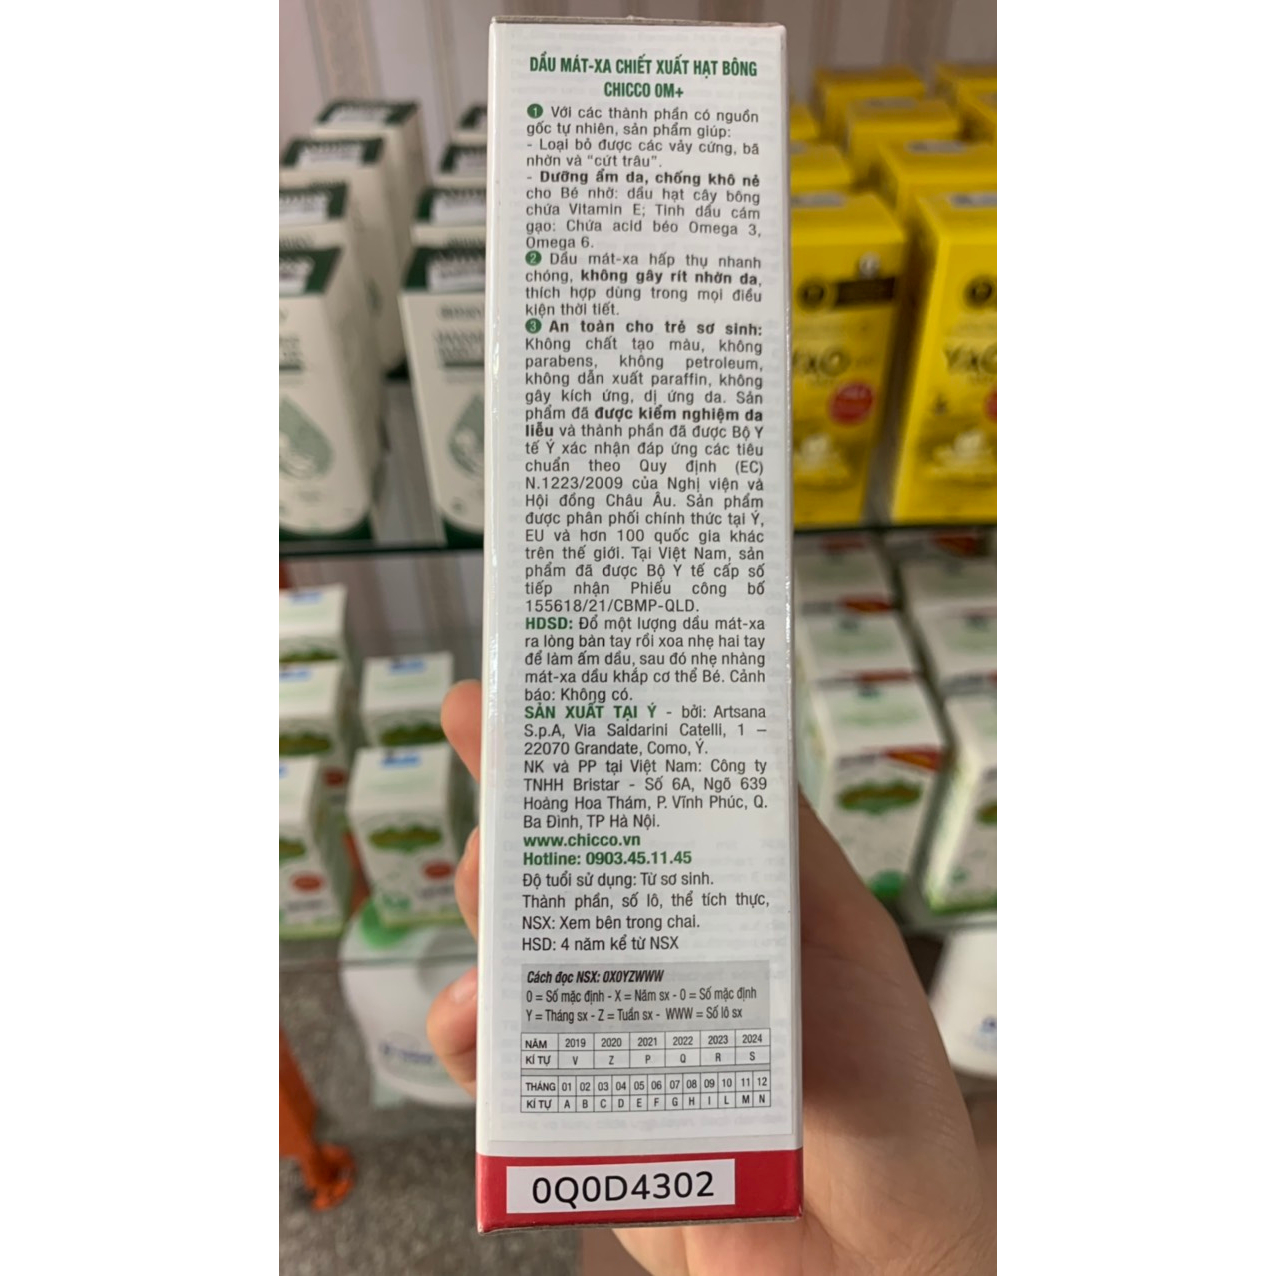 DẦU MÁT-XA CHIẾT XUẤT HẠT BÔNG
CHICCO 0M+
1 Với các thành phần có nguồn
gốc tự nhiên, sản phẩm giúp:
- Loại bỏ được các vảy cứng, bã
nhờn và “cứt trâu”.
- Dưỡng ẩm da, chống khô nẻ
cho Bé nhờ: dầu hạt cây bông
chứa Vitamin E; Tinh dầu cám
gạo: Chứa acid béo Omega 3,
Omega 6.
2 Dầu mát-xa hấp thụ nhanh
chóng, không gây rít nhờn da,
thích hợp dùng trong mọi điều
kiện thời tiết.
3 An toàn cho trẻ sơ sinh:
Không chất tạo màu, không
parabens, không petroleum,
không dẫn xuất paraffin, không
gây kích ứng, dị ứng da. Sản
phẩm đã được kiểm nghiệm da
liễu và thành phần đã được Bộ Y
tế Ý xác nhận đáp ứng các tiêu
chuẩn theo Quy định (EC)
N.1223/2009 của Nghị viện và
Hội đồng Châu Âu. Sản phẩm
được phân phối chính thức tại Ý,
EU và hơn 100 quốc gia khác
trên thế giới. Tại Việt Nam, sản
phẩm đã được Bộ Y tế cấp số
tiếp nhận Phiếu công bố
155618/21/CBMP-QLD.
HDSD: Đổ một lượng dầu mát-xa
ra lòng bàn tay rồi xoa nhẹ hai tay
để làm ấm dầu, sau đó nhẹ nhàng
mát-xa dầu khắp cơ thể Bé. Cảnh
báo: Không có.
SẢN XUẤT TẠI Ý - bởi: Artsana
S.p.A, Via Saldarini Catelli, 1 –
22070 Grandate, Como, Ý.
NK và PP tại Việt Nam: Công ty
TNHH Bristar - Số 6A, Ngõ 639
Hoàng Hoa Thám, P. Vĩnh Phúc, Q.
Ba Đình, TP Hà Nội.
www.chicco.vn
Hotline: 0903.45.11.45
Độ tuổi sử dụng: Từ sơ sinh.
Thành phần, số lô, thể tích thực,
NSX: Xem bên trong chai.
HSD: 4 năm kể từ NSX
Cách đọc NSX: 0X0YZWWW
0 = Số mặc định - X = Năm sx - 0 = Số mặc định
Y = Tháng sx - Z = Tuần sx - WWW = Số lô sx
NĂM 2019 2020 2021 2022 2023 2024
KÍ TỰ V Z P Q R S
THÁNG 01 02 03 04 05 06 07 08 09 10 11 12
KÍ TỰ A B C D E F G H I L M N
0Q0D4302